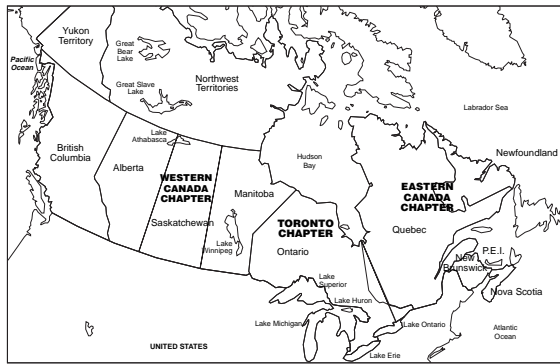 Yukon
Territory
Pacific
Ocean
Great
Bear
Lake
Great Slave
Lake
Northwest
Territories
Labrador Sea
British
Columbia
Alberta
Lake
Athabasca
WESTERN
CANADA
CHAPTER
Saskatchewan
Manitoba
Lake
Winnipeg
Hudson
Bay
TORONTO
CHAPTER
Ontario
EASTERN
CANADA
CHAPTER
Quebec
Newfoundland
P.E.I.
New
Brunswick
Nova Scotia
Lake
Superior
Lake Huron
Lake Michigan
Lake Ontario
Lake Erie
Atlantic
Ocean
UNITED STATES